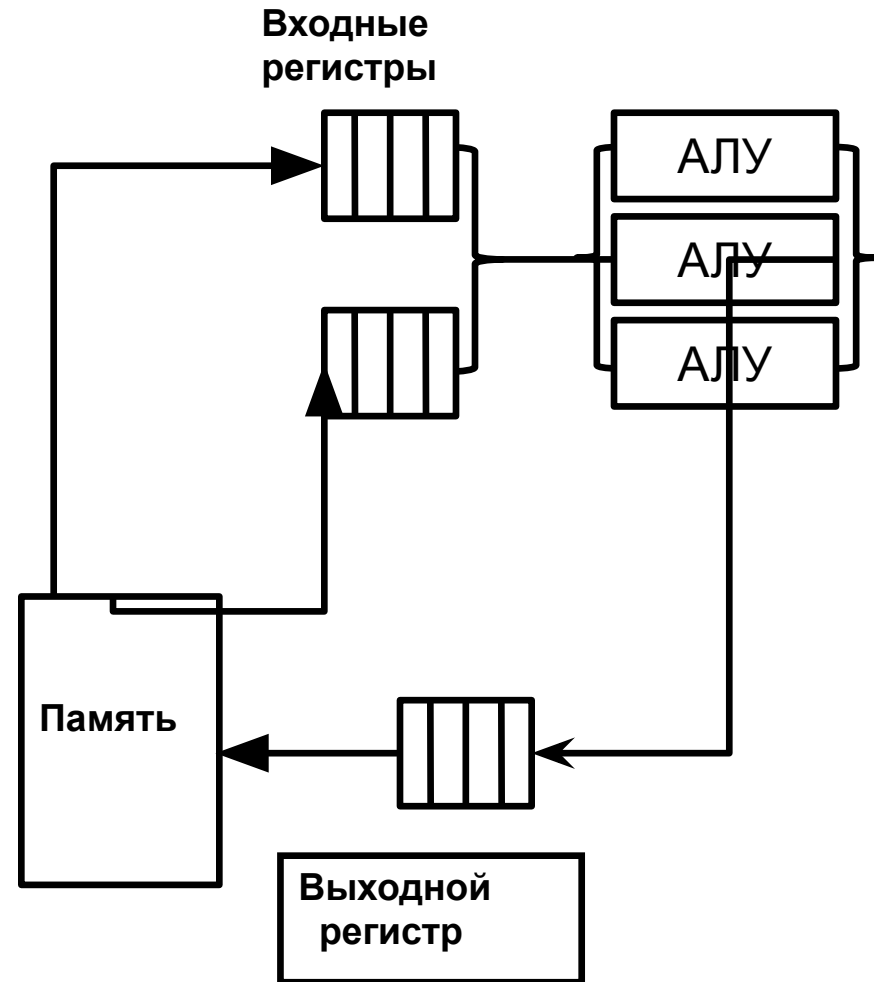 Входные
регистры
АЛУ
АЛУ
АЛУ
Память
Выходной
регистр